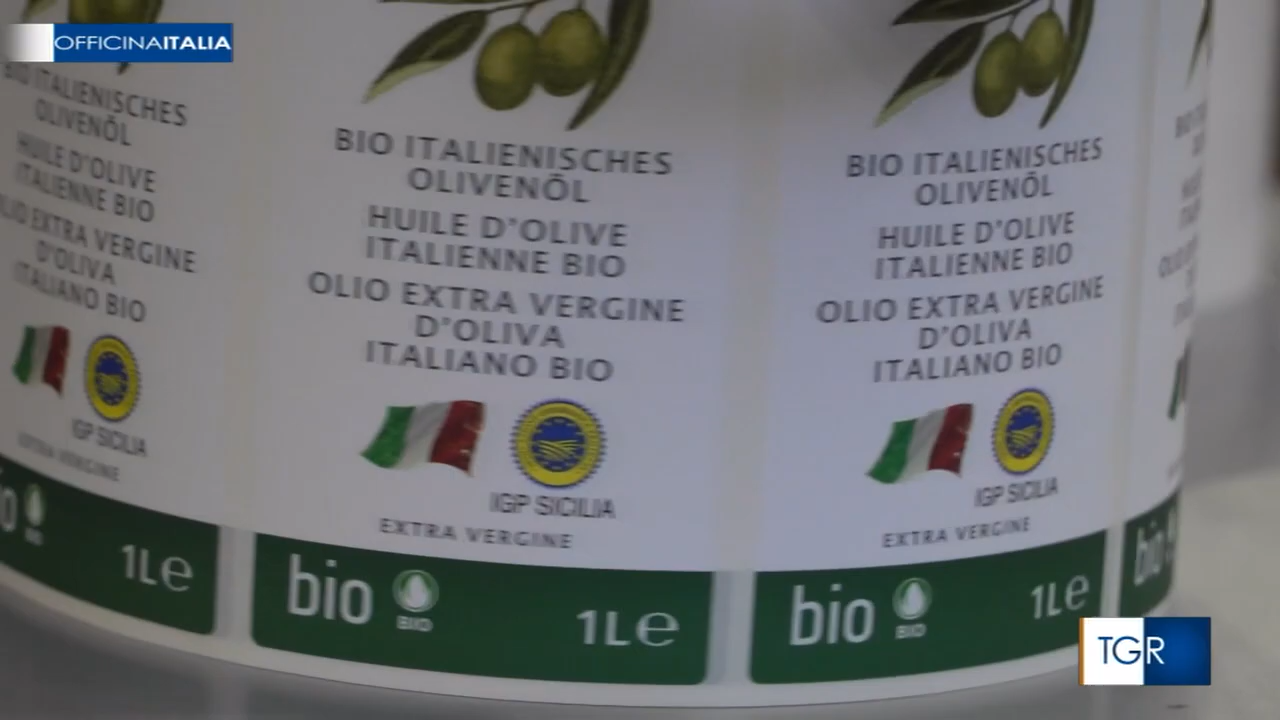 OFFICINAITALIA
BIO ITALIENISCHES
OLIVENÖL
HUILE D'OLIVE
ITALIENNE BIO
OLIO EXTRA VERGINE
D'OLIVA
ITALIANO BIO
IGP SICILIA
EXTRA VERGINE
bio
BIO
1L e
BIO ITALIENISCHES
OLIVENÖL
HUILE D'OLIVE
ITALIENNE BIO
OLIO EXTRA VERGINE
D'OLIVA
ITALIANO BIO
IGP SICILIA
EXTRA VERGINE
bio
BIO
1L e
BIO ITALIENISCHES
OLIVENÖL
HUILE D'OLIVE
ITALIENNE BIO
OLIO EXTRA VERGINE
D'OLIVA
ITALIANO BIO
IGP SICILIA
EXTRA VERGINE
bio
BIO
1L e
bio
TGR